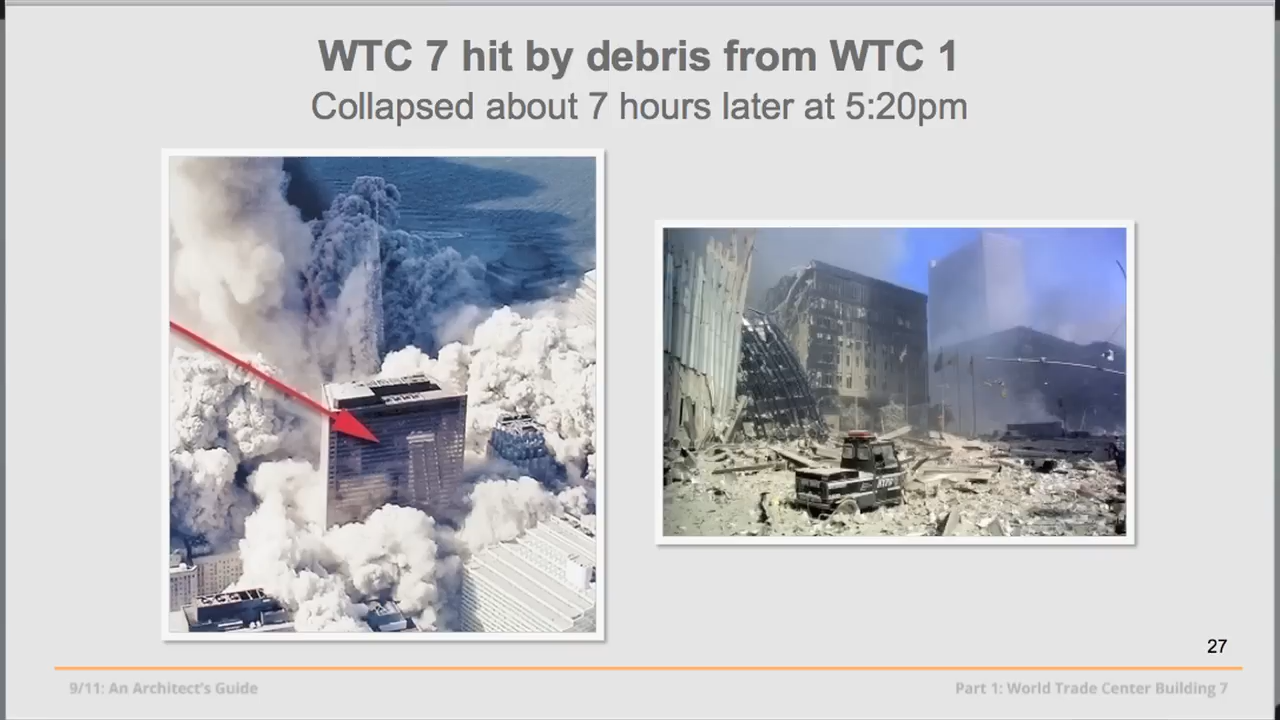 WTC 7 hit by debris from WTC 1
Collapsed about 7 hours later at 5:20pm
27
9/11: An Architect's Guide
Part 1: World Trade Center Building 7